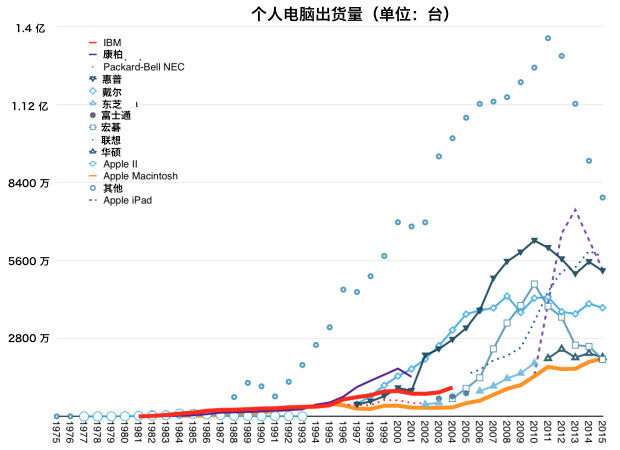 个人电脑出货量（单位：台）
1.4 亿
IBM
康柏
Packard-Bell NEC
惠普
戴尔
1.12 亿
东芝
富士通
宏碁
联想
华硕
Apple II
Apple Macintosh
8400 万
其他
Apple iPad
5600 万
2800 万
1975 1976 1977 1978 1979 1980 1981 1982 1983 1984 1985 1986 1987 1988 1989 1990 1991 1992 1993 1994 1995 1996 1997 1998 1999 2000 2001 2002 2003 2004 2005 2006 2007 2008 2009 2010 2011 2012 2013 2014 2015